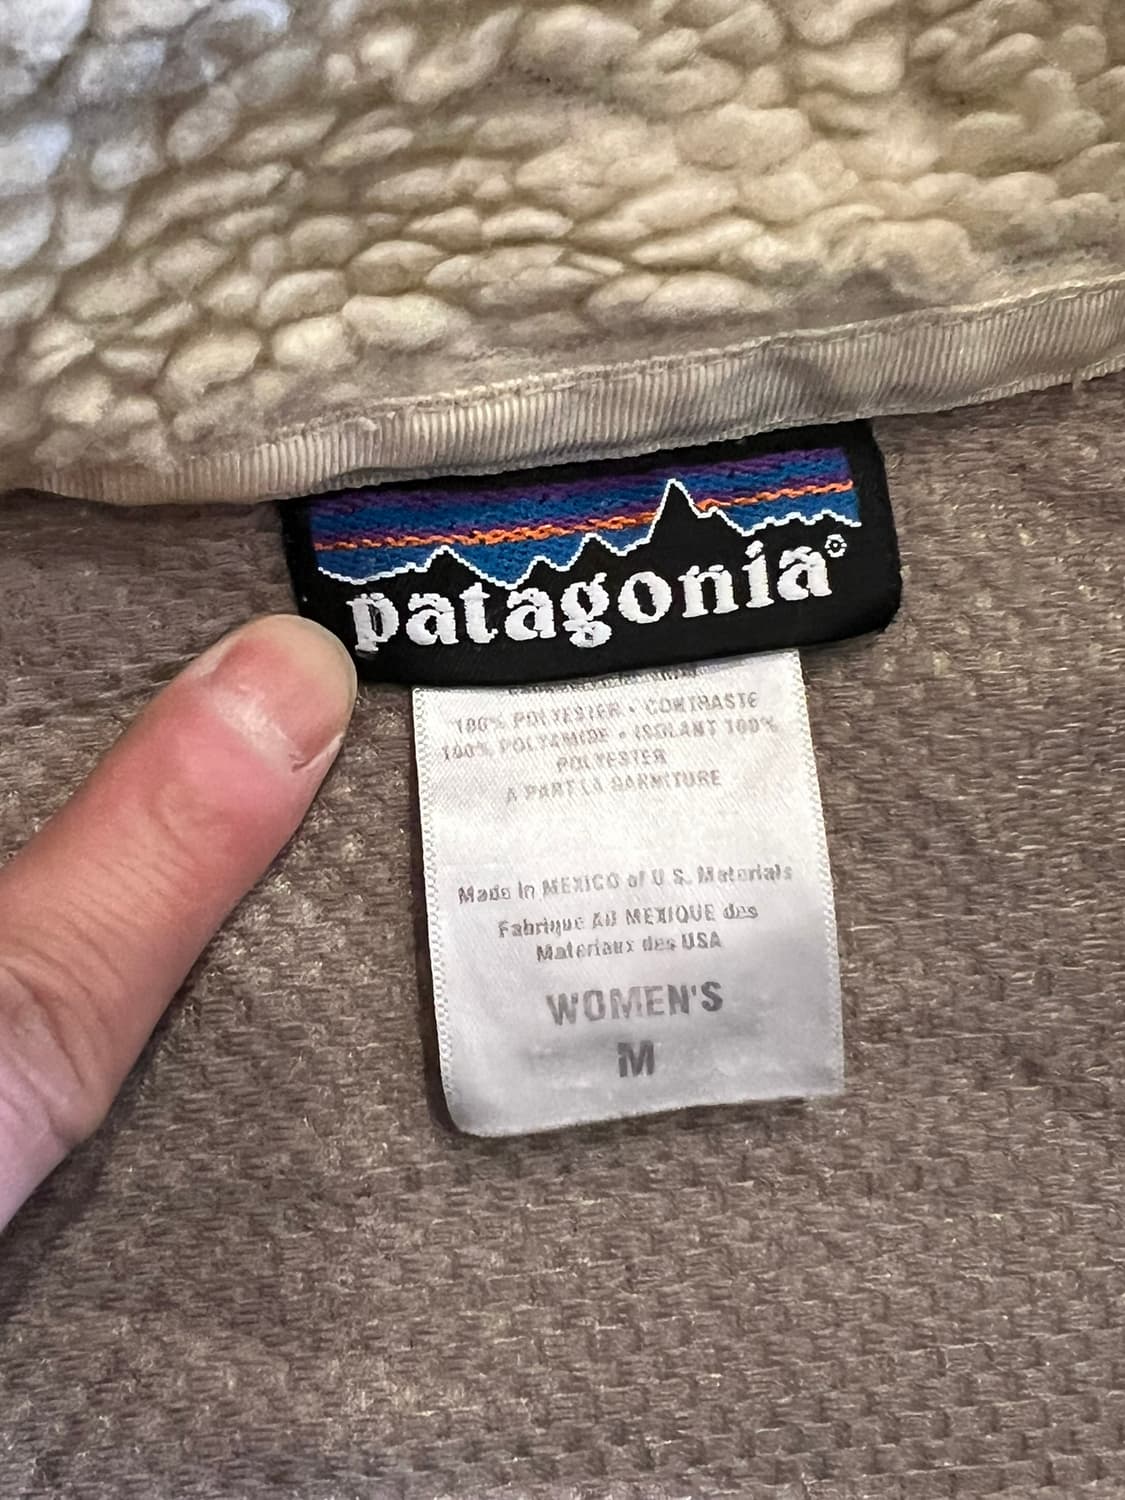 patagonia®
100% POLYESTER • CONTRASTE
100% POLYAMIDE • ISOLANT 100%
POLYESTER
A PART LA GARNITURE
Made in MEXICO of U.S. Materials
Fabrique AU MEXIQUE des
Materiaux des USA
WOMEN'S
M